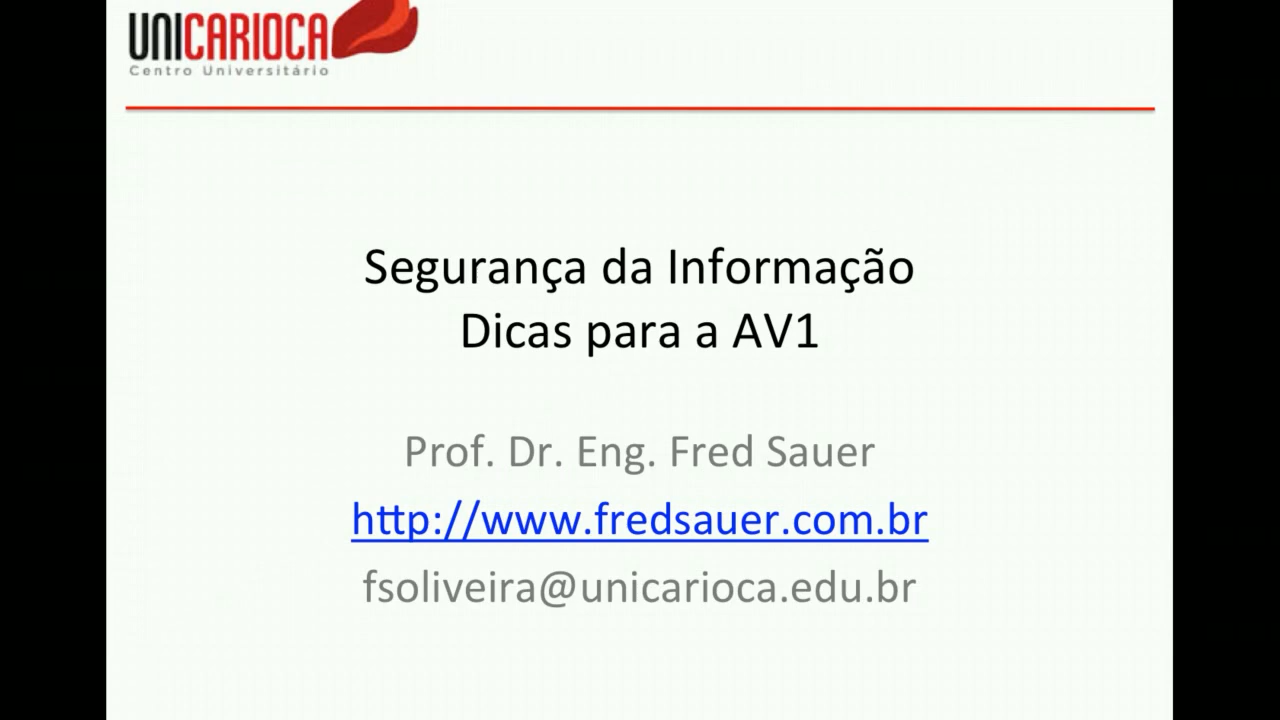 UNICARIOCA
Centro Universitário
Segurança da Informação
Dicas para a AV1
Prof. Dr. Eng. Fred Sauer
http://www.fredsauer.com.br
fsoliveira@unicarioca.edu.br